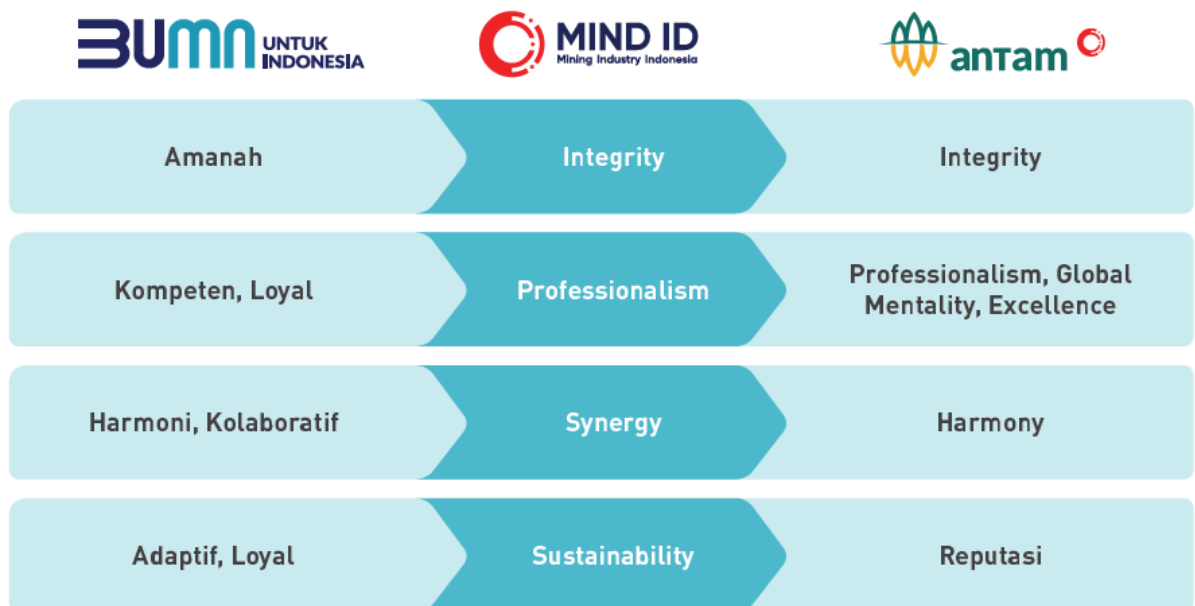 BUMN UNTUK
INDONESIA
MIND ID
Mining Industry Indonesia
antam
Amanah
Integrity
Integrity
Kompeten, Loyal
Professionalism
Professionalism, Global
Mentality, Excellence
Harmoni, Kolaboratif
Synergy
Harmony
Adaptif, Loyal
Sustainability
Reputasi